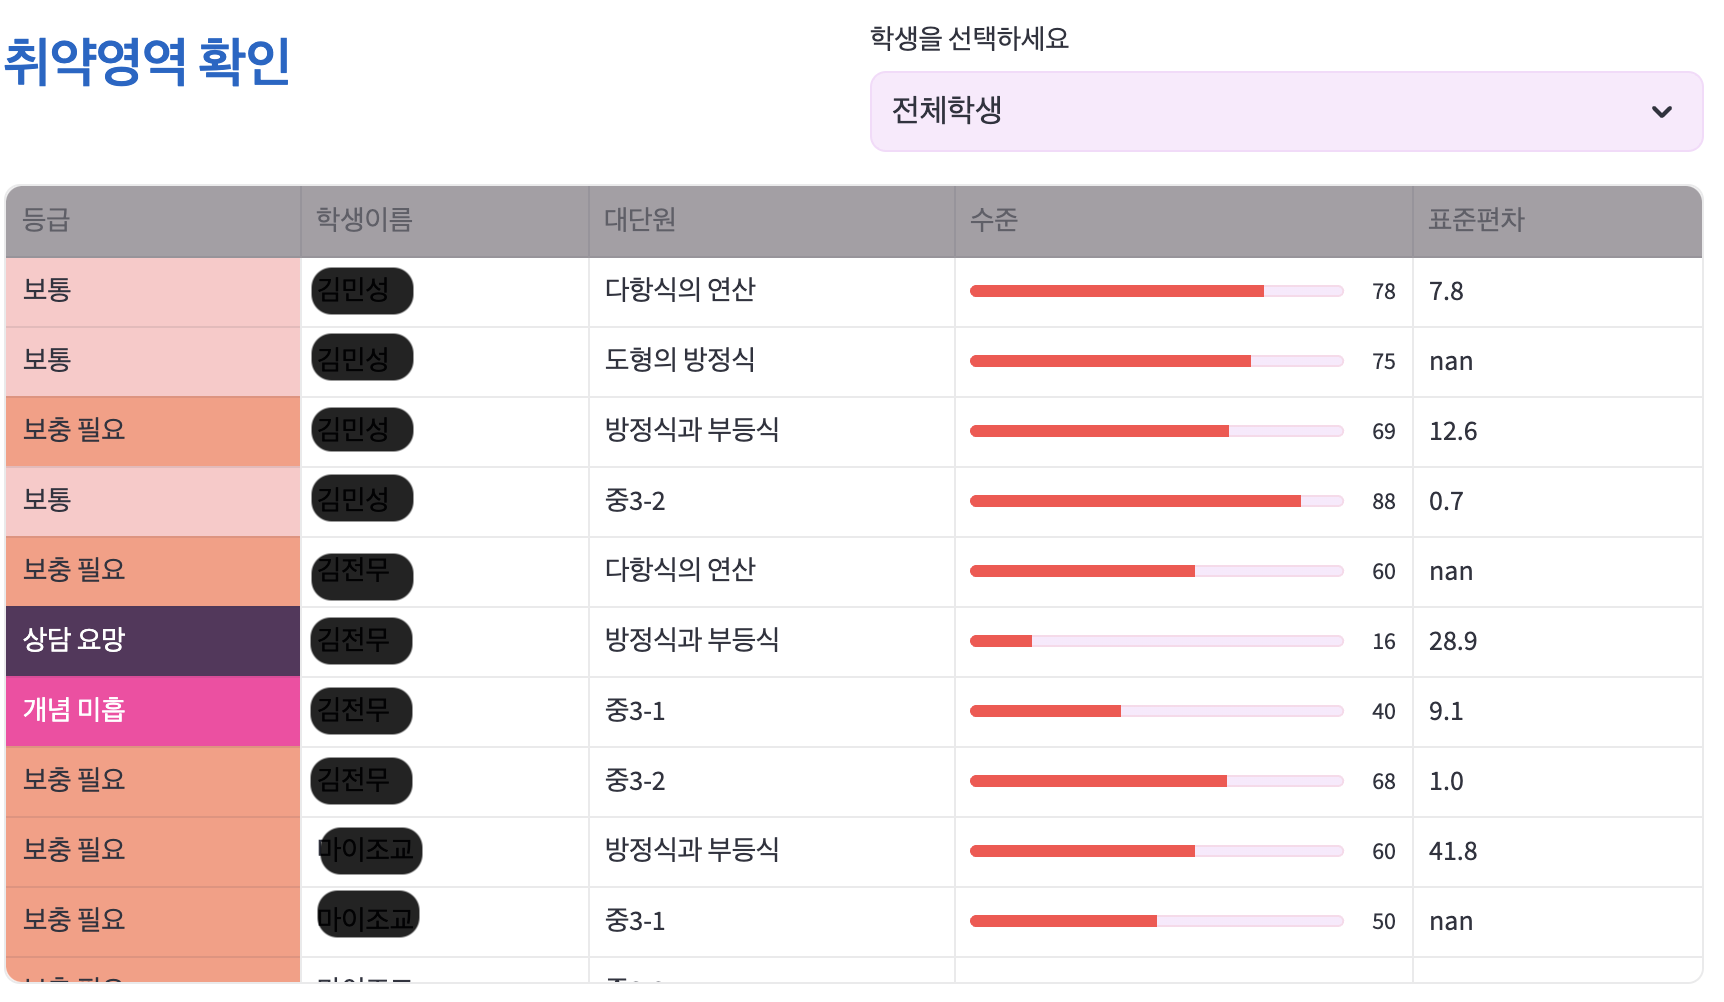 취약영역 확인
학생을 선택하세요
전체학생
등급 학생이름 대단원 수준 표준편차
보통 김민성 다항식의 연산 78 7.8
보통 김민성 도형의 방정식 75 nan
보충 필요 김민성 방정식과 부등식 69 12.6
보통 김민성 중3-2 88 0.7
보충 필요 김전무 다항식의 연산 60 nan
상담 요망 김전무 방정식과 부등식 16 28.9
개념 미흡 김전무 중3-1 40 9.1
보충 필요 김전무 중3-2 68 1.0
보충 필요 마이조교 방정식과 부등식 60 41.8
보충 필요 마이조교 중3-1 50 nan